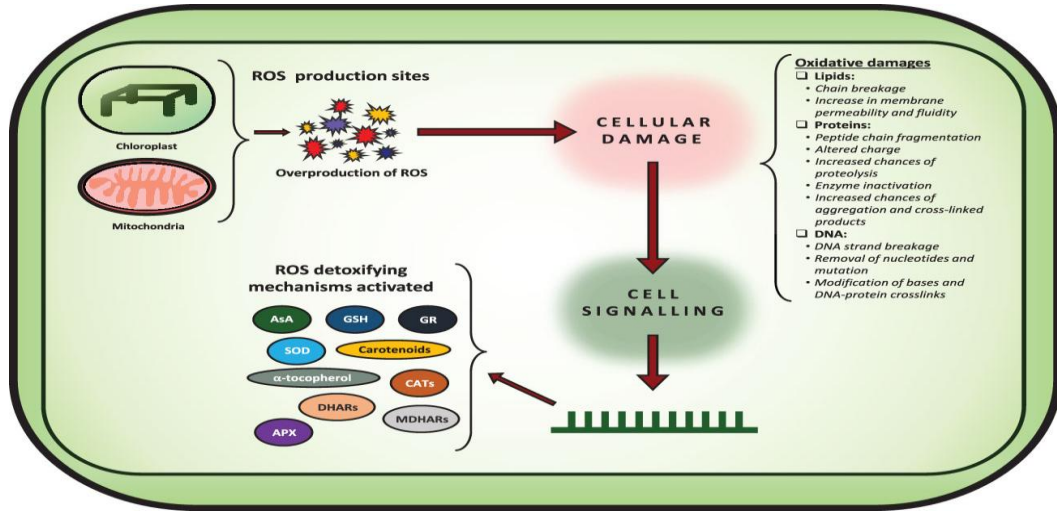 ROS production sites
Chloroplast
Mitochondria
Overproduction of ROS
CELLULAR
DAMAGE
Oxidative damages
❑ Lipids:
• Chain breakage
• Increase in membrane
permeability and fluidity
❑ Proteins:
• Peptide chain fragmentation
• Altered charge
• Increased chances of
proteolysis
• Enzyme inactivation
• Increased chances of
aggregation and cross-linked
products
❑ DNA:
• DNA strand breakage
• Removal of nucleotides and
mutation
• Modification of bases and
DNA-protein crosslinks
CELL
SIGNALLING
ROS detoxifying
mechanisms activated
AsA
GSH
GR
SOD
Carotenoids
α-tocopherol
CATs
DHARs
MDHARs
APX